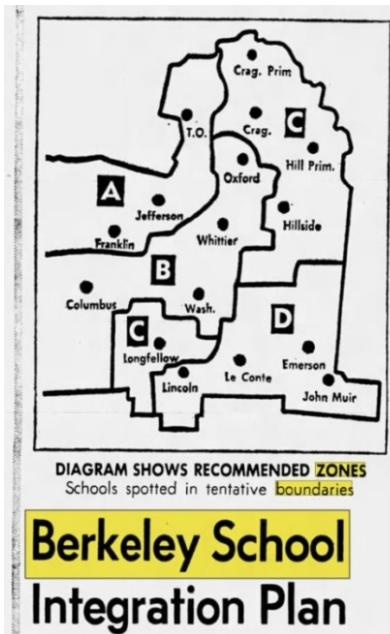 Crag. Prim
T.O.
Crag.
C
Hill Prim.
Oxford
A
Jefferson
Hillside
Franklin
Whittier
B
Columbus
Wash.
C
D
Longfellow
Emerson
Le Conte
Lincoln
John Muir
DIAGRAM SHOWS RECOMMENDED ZONES
Schools spotted in tentative boundaries
Berkeley School
Integration Plan